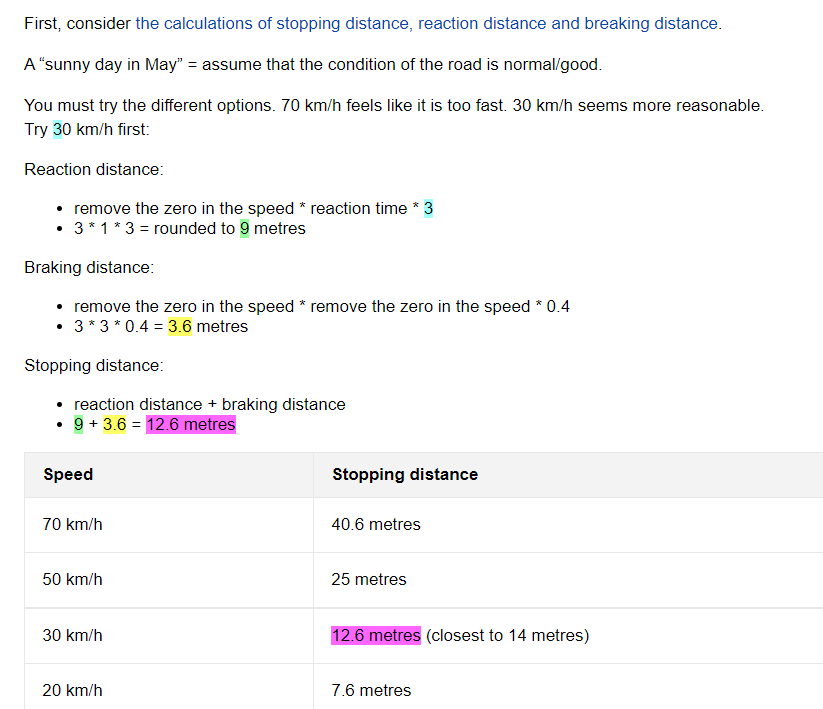 First, consider the calculations of stopping distance, reaction distance and breaking distance.
A “sunny day in May” = assume that the condition of the road is normal/good.
You must try the different options. 70 km/h feels like it is too fast. 30 km/h seems more reasonable.
Try 30 km/h first:
Reaction distance:
• remove the zero in the speed * reaction time * 3
• 3 * 1 * 3 = rounded to 9 metres
Braking distance:
• remove the zero in the speed * remove the zero in the speed * 0.4
• 3 * 3 * 0.4 = 3.6 metres
Stopping distance:
• reaction distance + braking distance
• 9 + 3.6 = 12.6 metres
Speed Stopping distance
70 km/h 40.6 metres
50 km/h 25 metres
30 km/h 12.6 metres (closest to 14 metres)
20 km/h 7.6 metres